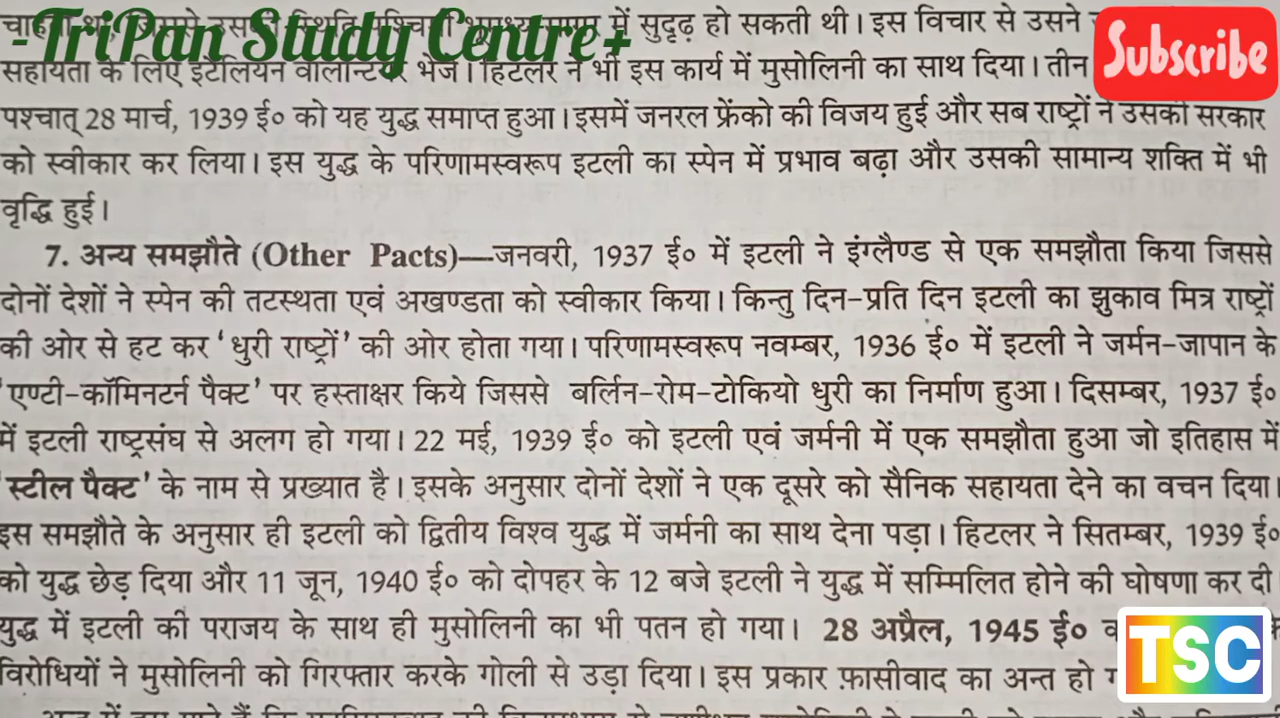 -TriPan Study Centre+
में सुदृढ़ हो सकती थी। इस विचार से उसने
Subscribe
सहायता के लिए इटेलियन वालन्टियर भेजे। हिटलर ने भी इस कार्य में मुसोलिनी का साथ दिया। तीन
पश्चात् 28 मार्च, 1939 ई० को यह युद्ध समाप्त हुआ। इसमें जनरल फ्रेंको की विजय हुई और सब राष्ट्रों ने उसकी सरकार
को स्वीकार कर लिया। इस युद्ध के परिणामस्वरूप इटली का स्पेन में प्रभाव बढ़ा और उसकी सामान्य शक्ति में भी
वृद्धि हुई।
7. अन्य समझौते (Other Pacts)—जनवरी, 1937 ई० में इटली ने इंग्लैण्ड से एक समझौता किया जिससे
दोनों देशों ने स्पेन की तटस्थता एवं अखण्डता को स्वीकार किया। किन्तु दिन-प्रति दिन इटली का झुकाव मित्र राष्ट्रों
की ओर से हट कर 'धुरी राष्ट्रों' की ओर होता गया। परिणामस्वरूप नवम्बर, 1936 ई० में इटली ने जर्मन-जापान के
'एण्टी-कॉमिनटर्न पैक्ट' पर हस्ताक्षर किये जिससे बर्लिन-रोम-टोकियो धुरी का निर्माण हुआ। दिसम्बर, 1937 ई०
में इटली राष्ट्रसंघ से अलग हो गया। 22 मई, 1939 ई० को इटली एवं जर्मनी में एक समझौता हुआ जो इतिहास में
'स्टील पैक्ट' के नाम से प्रख्यात है। इसके अनुसार दोनों देशों ने एक दूसरे को सैनिक सहायता देने का वचन दिया।
इस समझौते के अनुसार ही इटली को द्वितीय विश्व युद्ध में जर्मनी का साथ देना पड़ा। हिटलर ने सितम्बर, 1939 ई०
को युद्ध छेड़ दिया और 11 जून, 1940 ई० को दोपहर के 12 बजे इटली ने युद्ध में सम्मिलित होने की घोषणा कर दी
युद्ध में इटली की पराजय के साथ ही मुसोलिनी का भी पतन हो गया। 28 अप्रैल, 1945 ई०
विरोधियों ने मुसोलिनी को गिरफ्तार करके गोली से उड़ा दिया। इस प्रकार फ़ासीवाद का अन्त हो
TSC